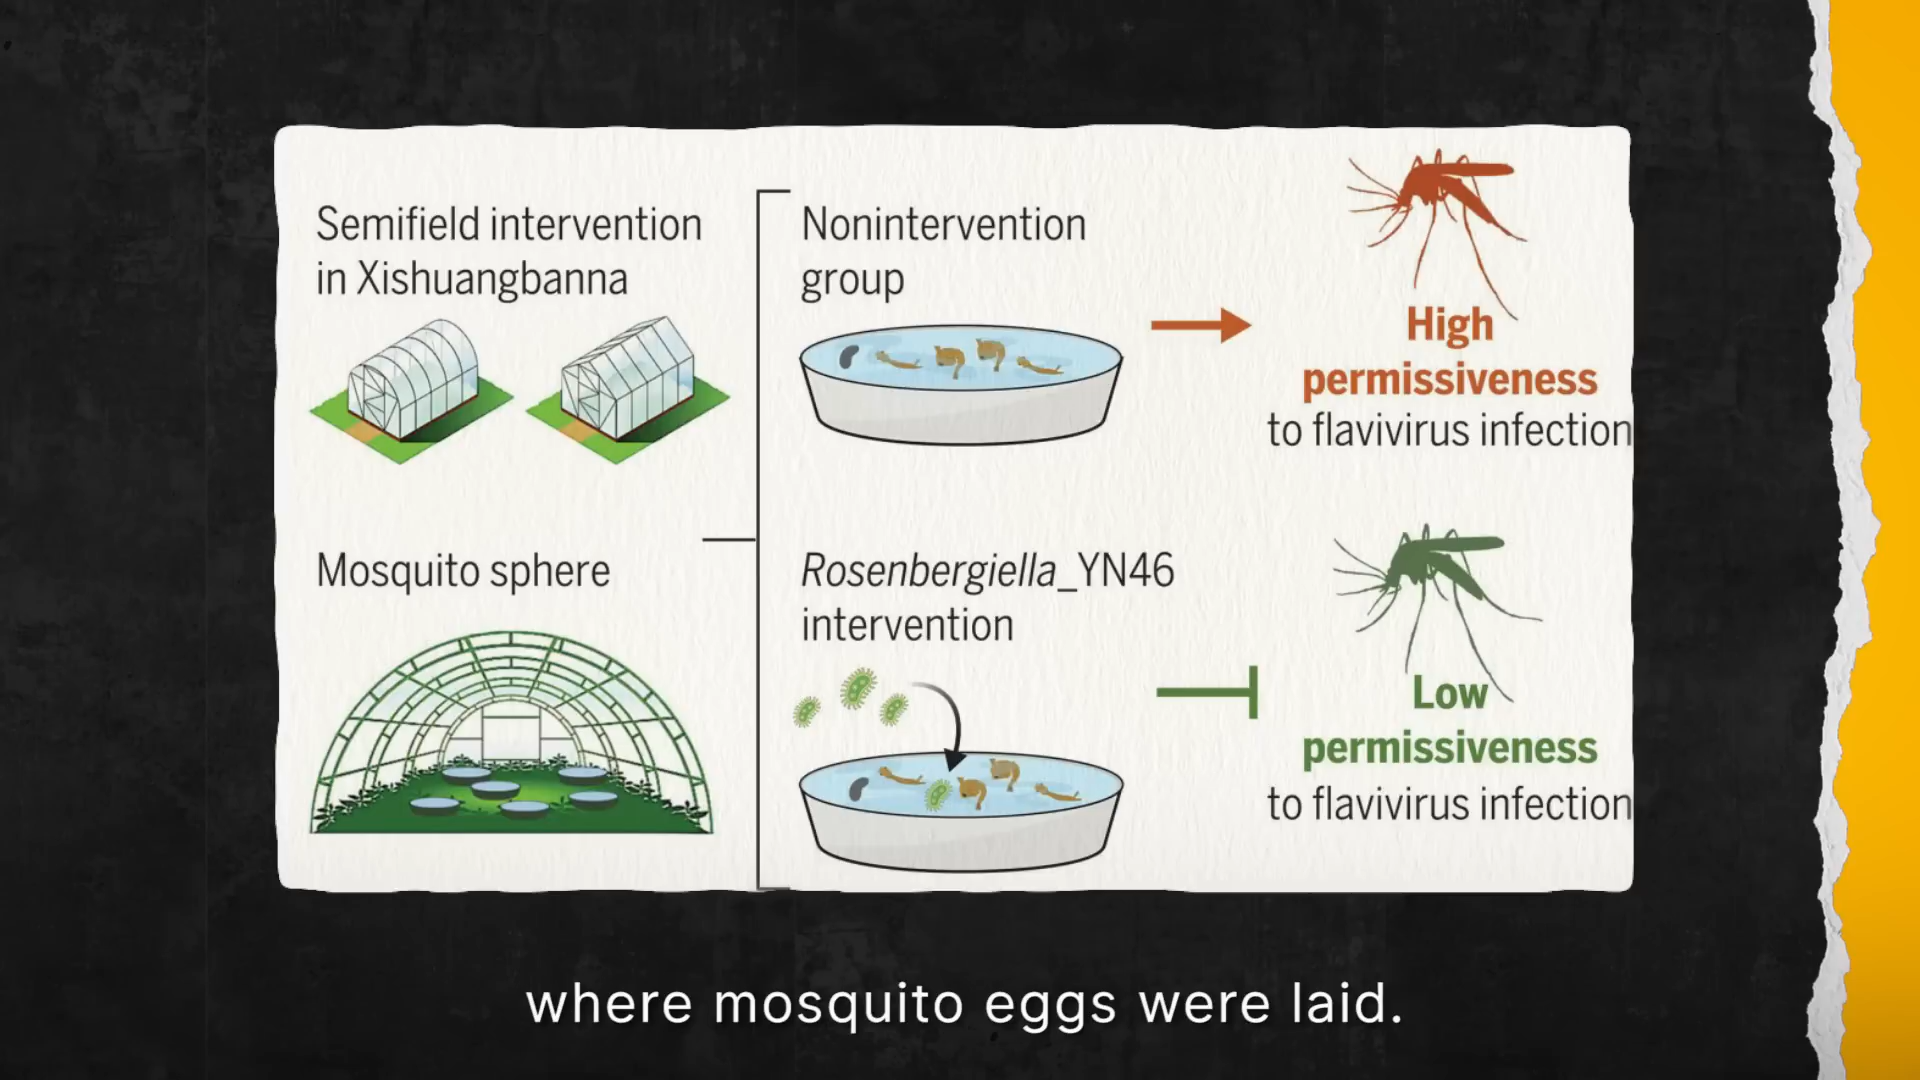 Semifield intervention
in Xishuangbanna
Mosquito sphere
Nonintervention
group
High
permissiveness
to flavivirus infection
Rosenbergiella_YN46
intervention
Low
permissiveness
to flavivirus infection
where mosquito eggs were laid.